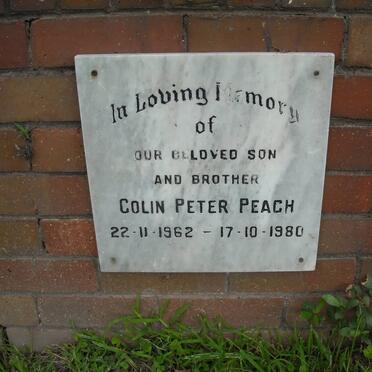 In Loving Memory
of
OUR BELOVED SON
AND BROTHER
COLIN PETER PEACH
22-11-1962 - 17-10-1980